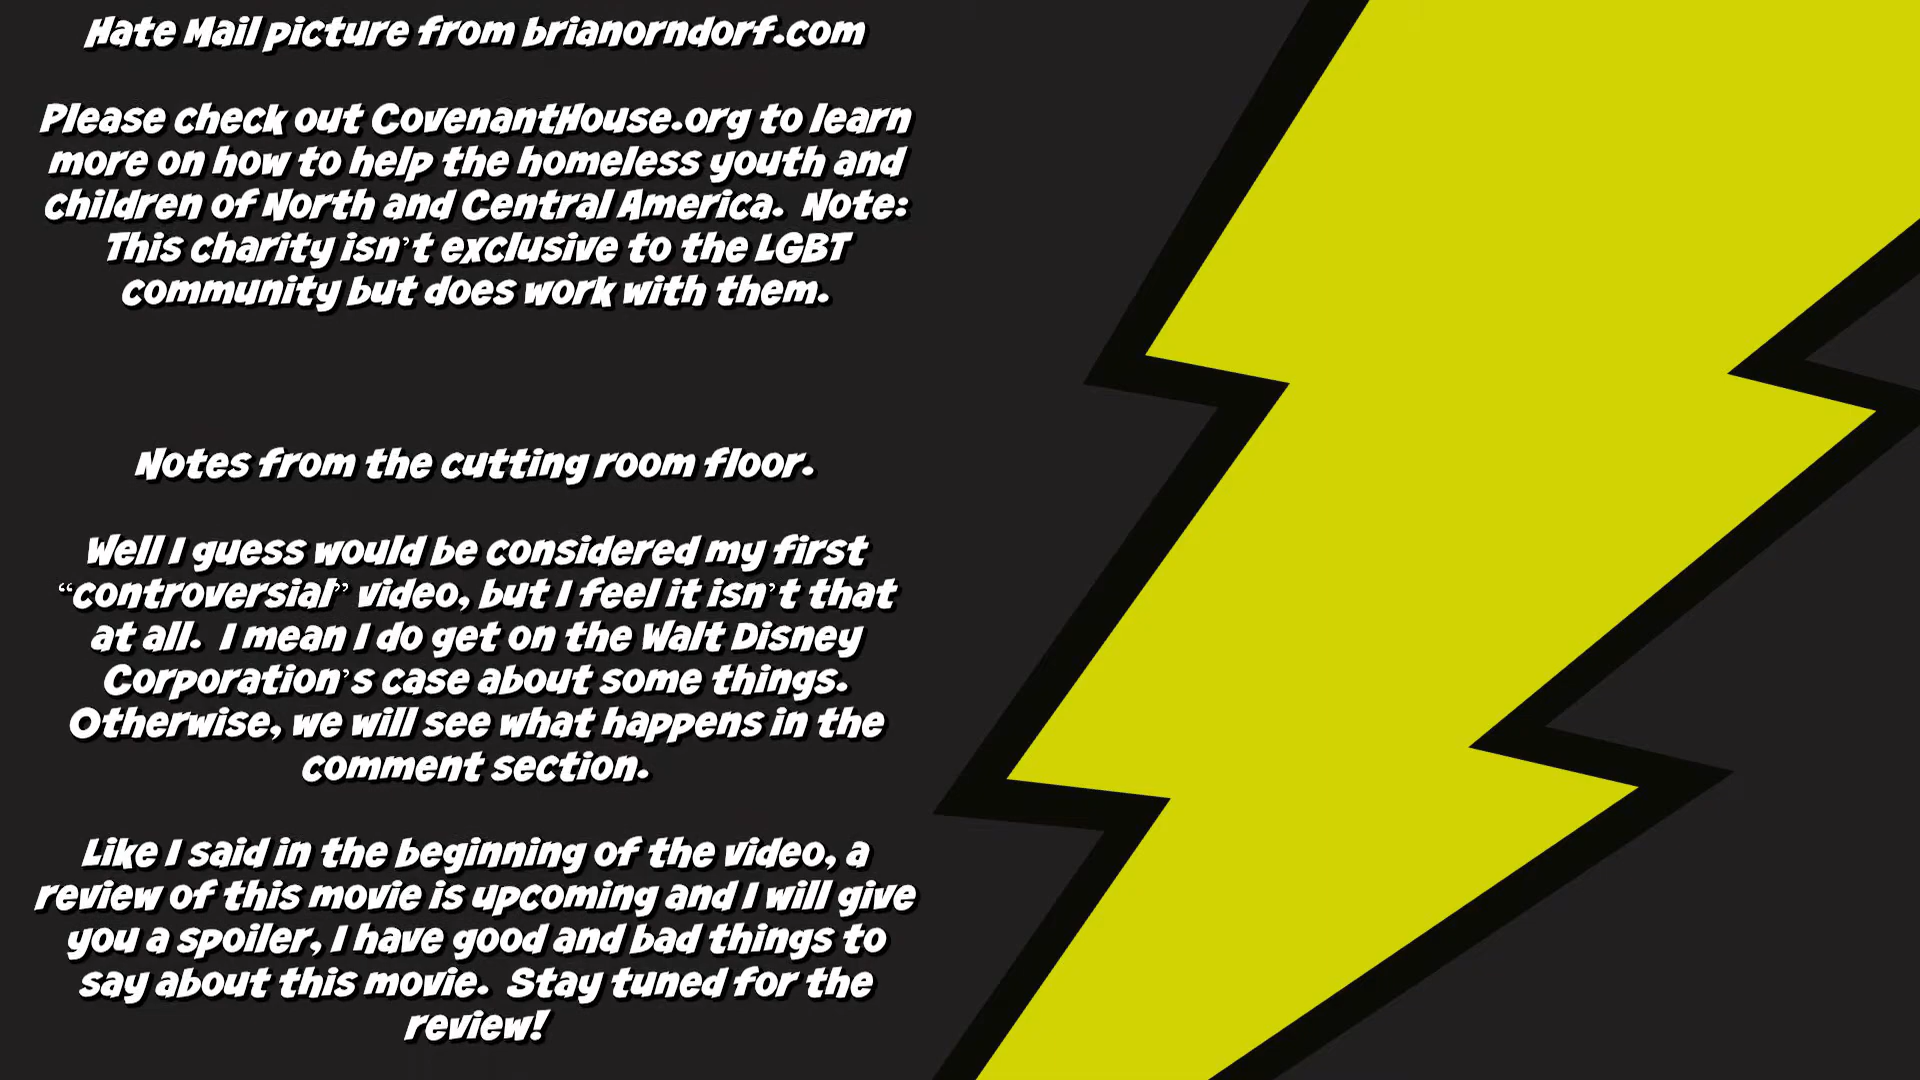 Hate Mail picture from brianorndorf.com
Please check out CovenantHouse.org to learn
more on how to help the homeless youth and
children of North and Central America.  Note:
This charity isn’t exclusive to the LGBT
community but does work with them.
Notes from the cutting room floor.
Well I guess would be considered my first
“controversial” video, but I feel it isn’t that
at all.  I mean I do get on the Walt Disney
Corporation’s case about some things.
Otherwise, we will see what happens in the
comment section.
Like I said in the beginning of the video, a
review of this movie is upcoming and I will give
you a spoiler, I have good and bad things to
say about this movie.  Stay tuned for the
review!